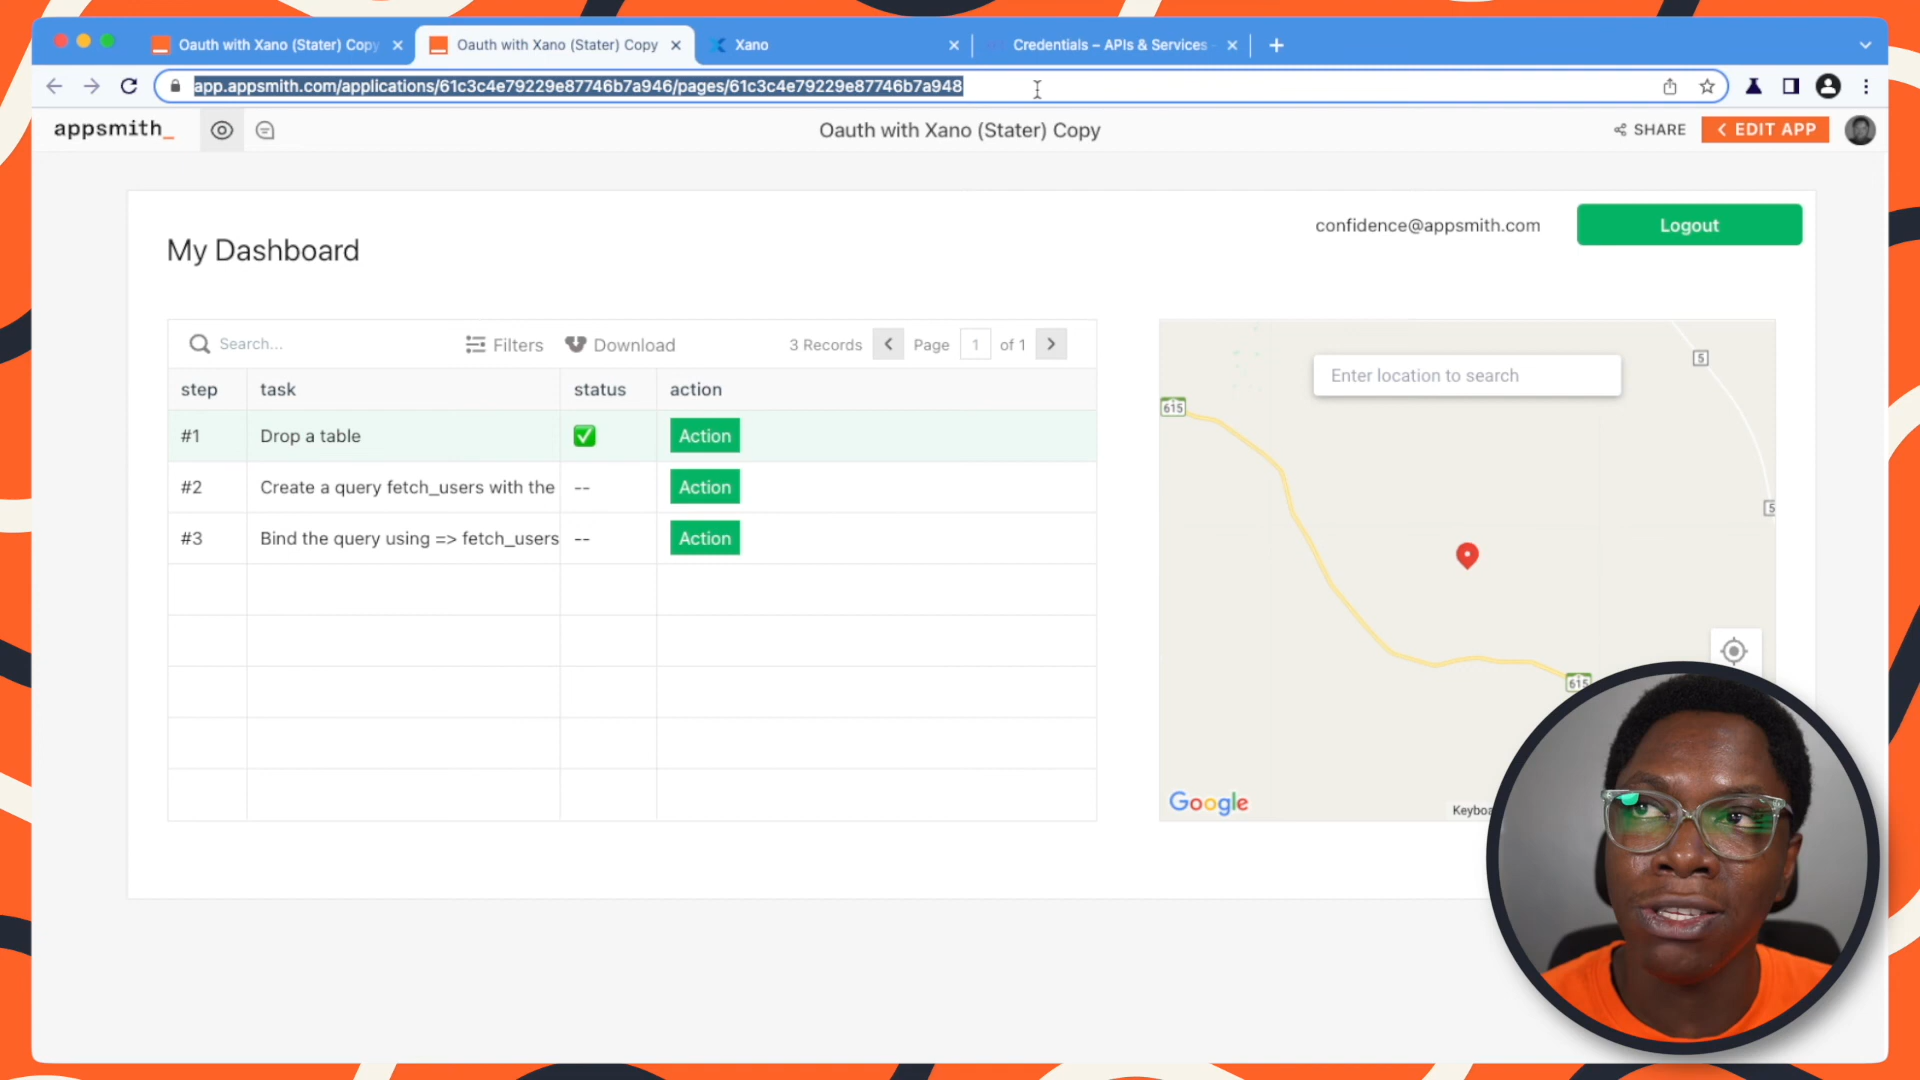 Oauth with Xano (Stater) Copy
Oauth with Xano (Stater) Copy
Xano
Credentials – APIs & Services
app.appsmith.com/applications/61c3c4e79229e87746b7a946/pages/61c3c4e79229e87746b7a948
appsmith_
Oauth with Xano (Stater) Copy
SHARE
EDIT APP
confidence@appsmith.com
Logout
My Dashboard
Search...
Filters
Download
3 Records
Page
1
of 1
step
task
status
action
#1
Drop a table
Action
#2
Create a query fetch_users with the
--
Action
#3
Bind the query using => fetch_users
--
Action
Enter location to search
5
615
5
615
Google